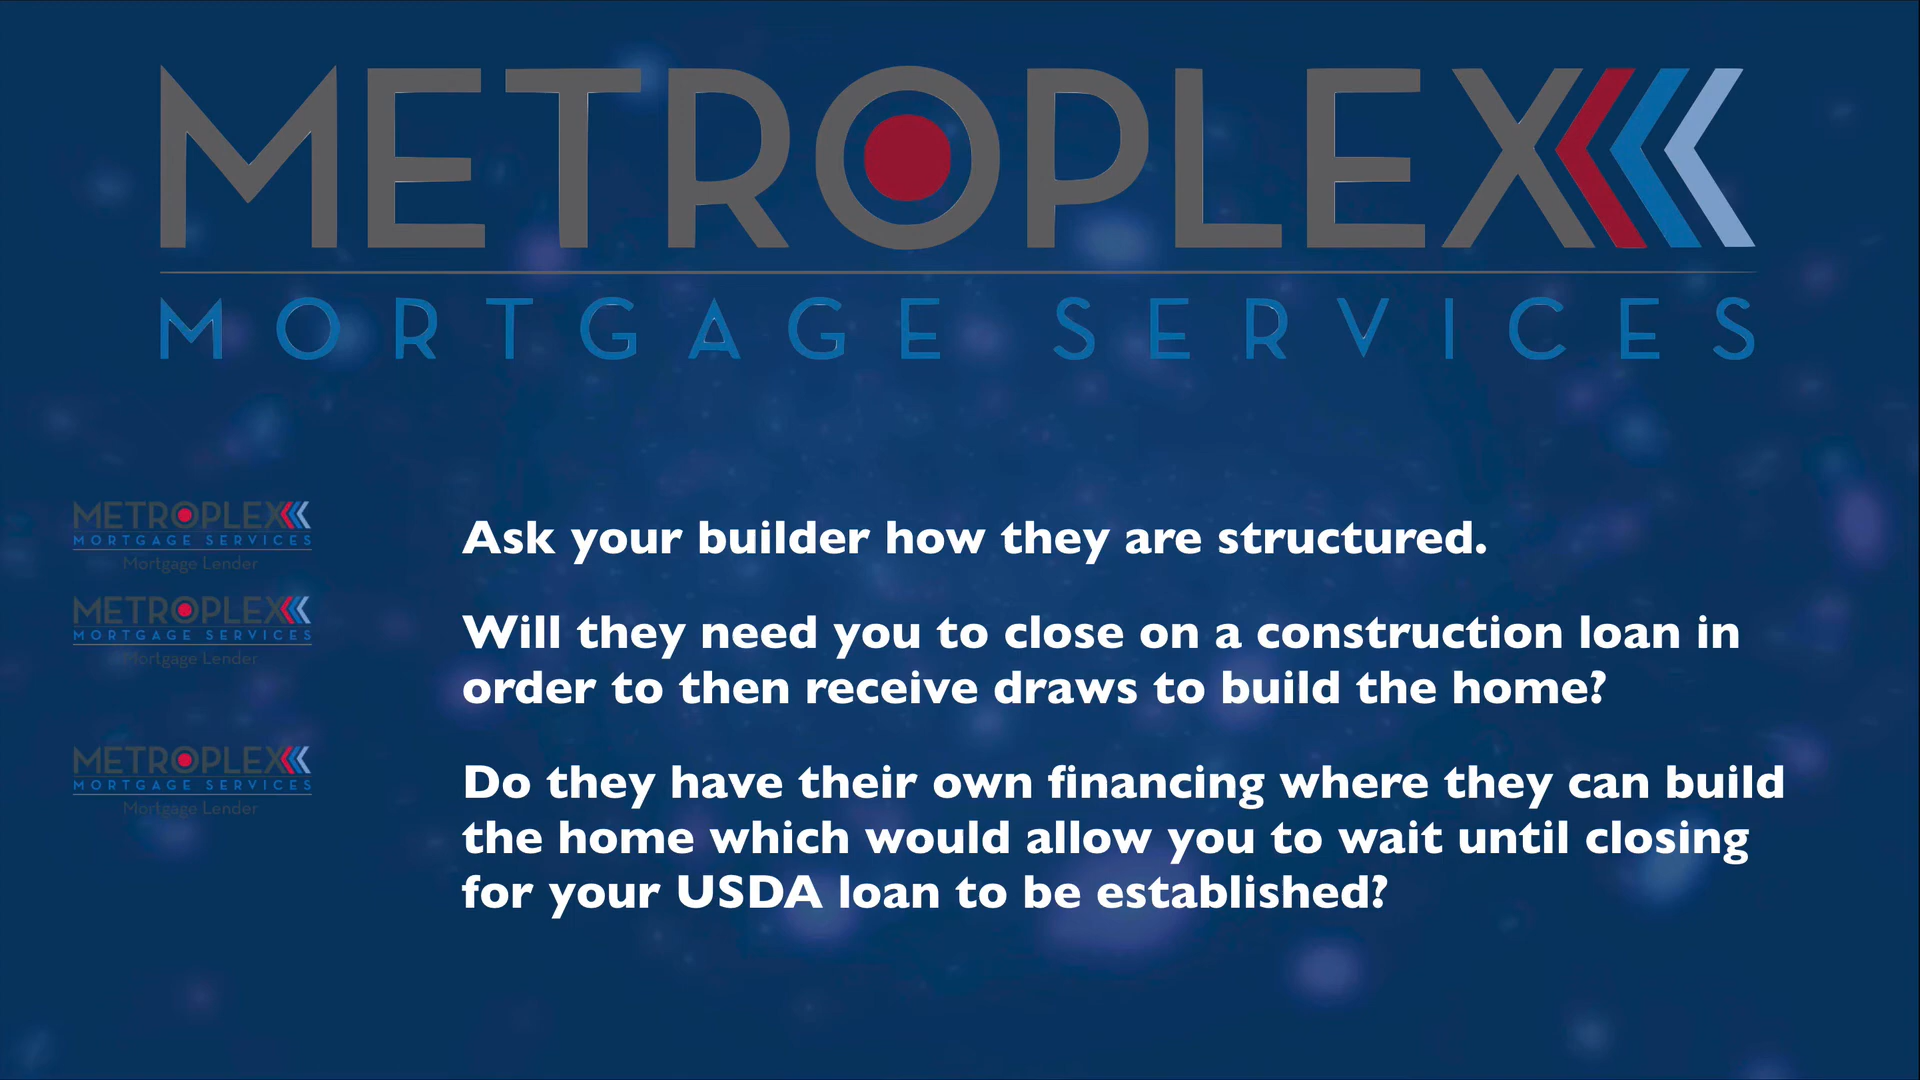 METROPLEX
MORTGAGE SERVICES
METROPLEX
MORTGAGE SERVICES
Mortgage Lender
Ask your builder how they are structured.
METROPLEX
MORTGAGE SERVICES
Mortgage Lender
Will they need you to close on a construction loan in
order to then receive draws to build the home?
METROPLEX
MORTGAGE SERVICES
Mortgage Lender
Do they have their own financing where they can build
the home which would allow you to wait until closing
for your USDA loan to be established?